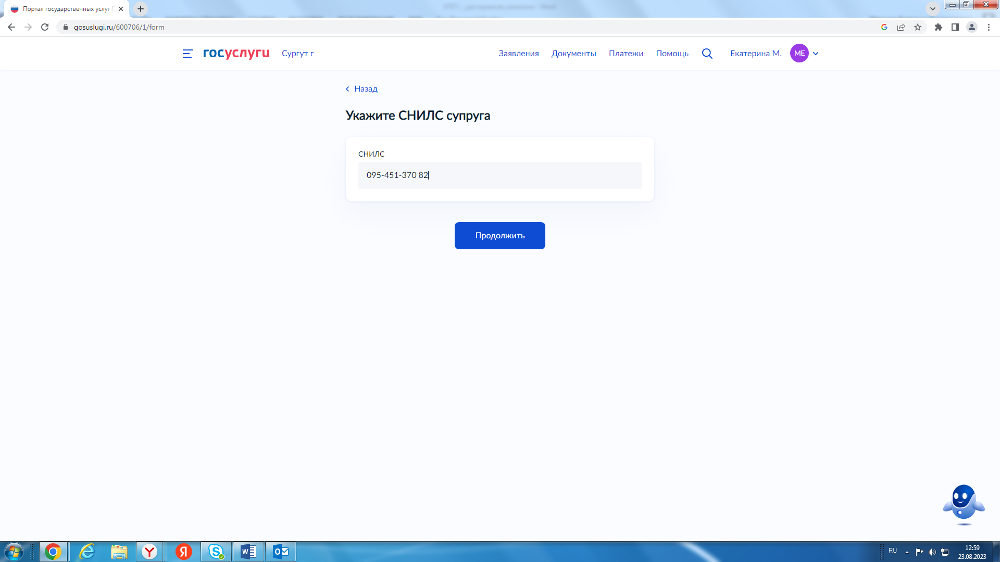 Портал государственных услуг
gosuslugi.ru/600706/1/form
госуслуги
Сургут г
Заявления
Документы
Платежи
Помощь
Екатерина М.
МЕ
Назад
Укажите СНИЛС супруга
СНИЛС
095-451-370 82
Продолжить
RU
12:59
23.08.2023